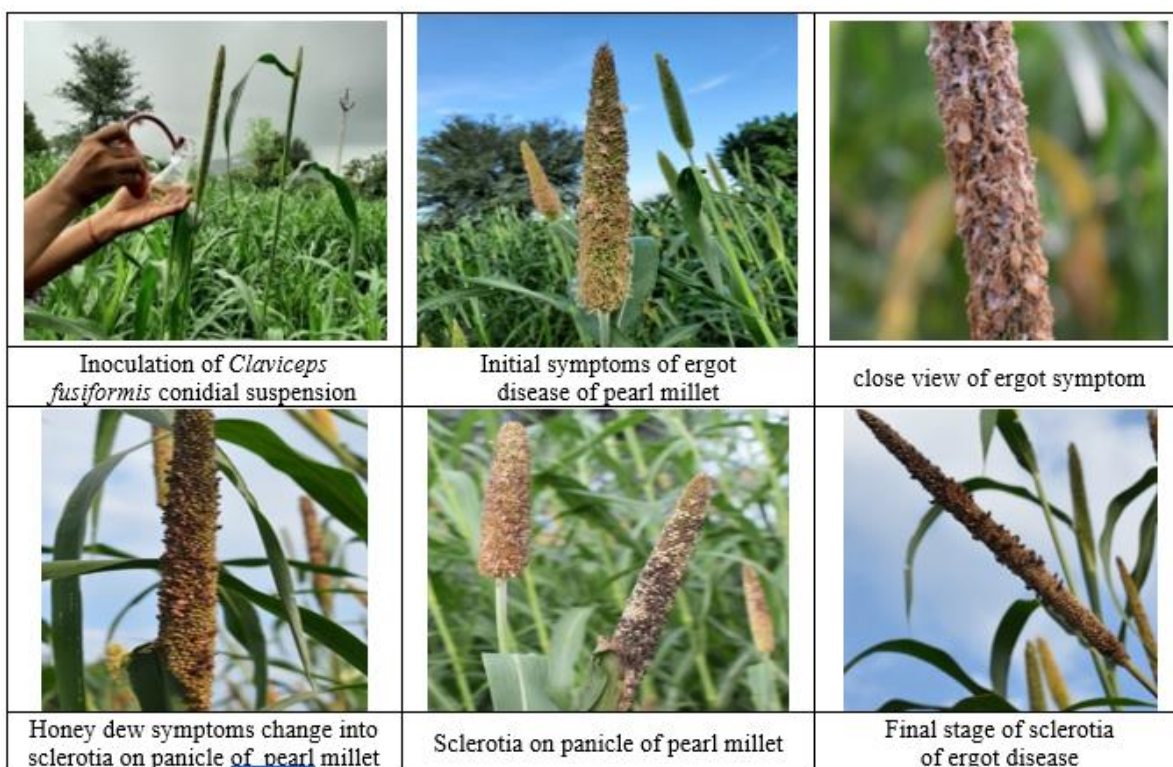 Inoculation of Claviceps
fusiformis conidial suspension
Initial symptoms of ergot
disease of pearl millet
close view of ergot symptom
Honey dew symptoms change into
sclerotia on panicle of pearl millet
Sclerotia on panicle of pearl millet
Final stage of sclerotia
of ergot disease